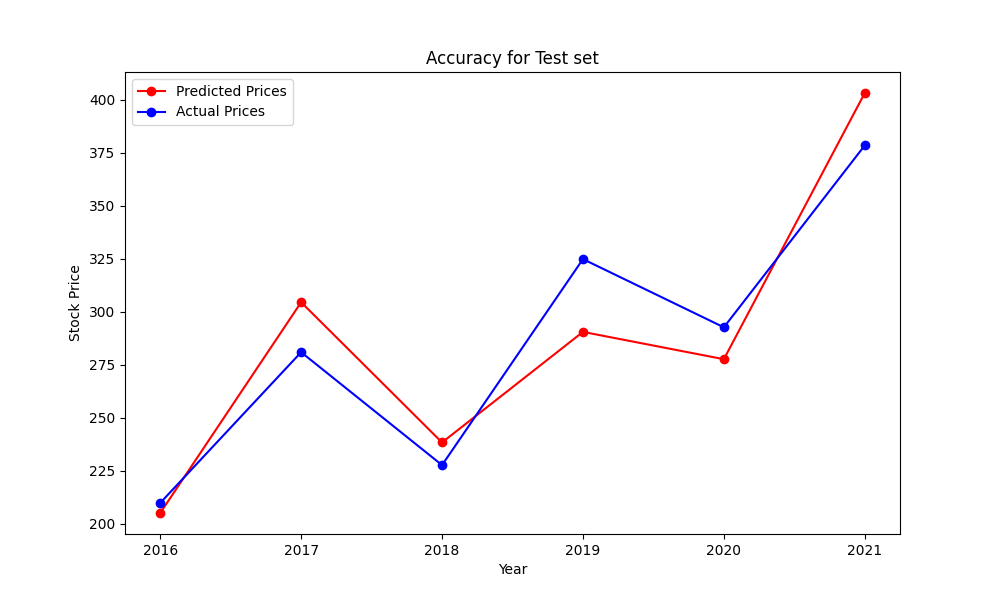 Accuracy for Test set
Predicted Prices
Actual Prices
400
375
350
325
300
275
250
225
200
Stock Price
2016 2017 2018 2019 2020 2021
Year